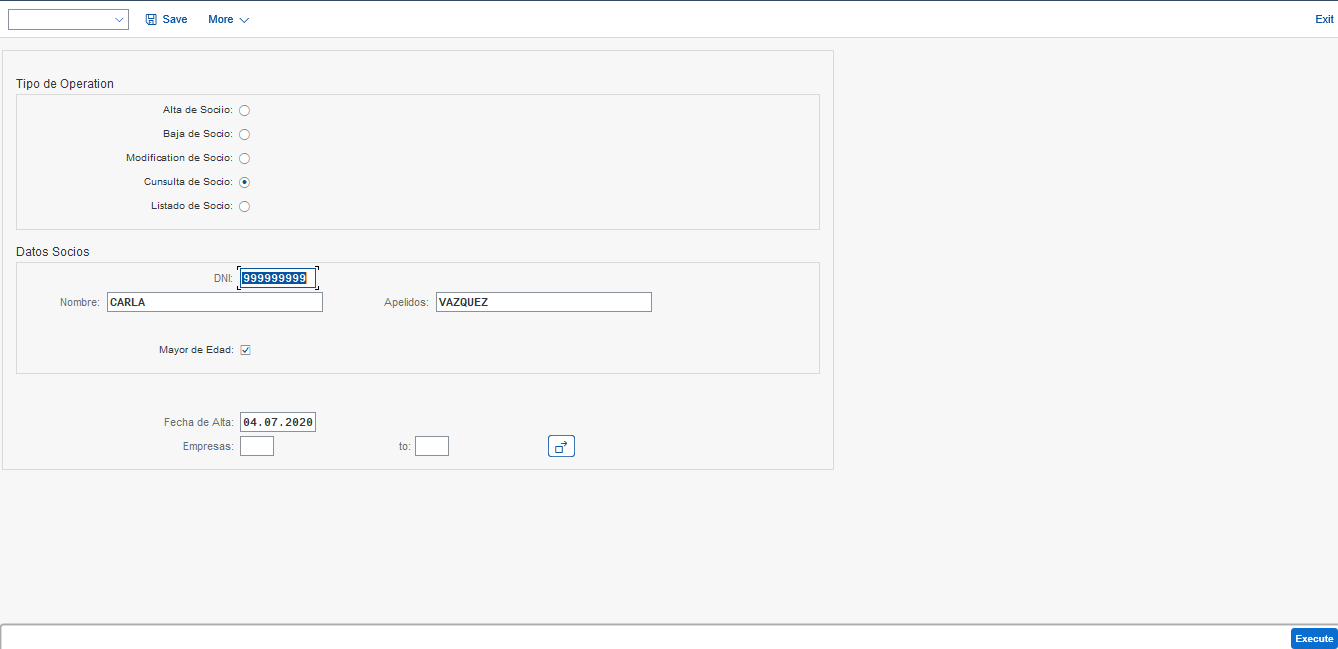 Save More Exit
Tipo de Operation
Alta de Sociio:
Baja de Socio:
Modification de Socio:
Cunsulta de Socio:
Listado de Socio:
Datos Socios
DNI: 999999999
Nombre: CARLA Apelidos: VAZQUEZ
Mayor de Edad:
Fecha de Alta: 04.07.2020
Empresas: to:
Execute